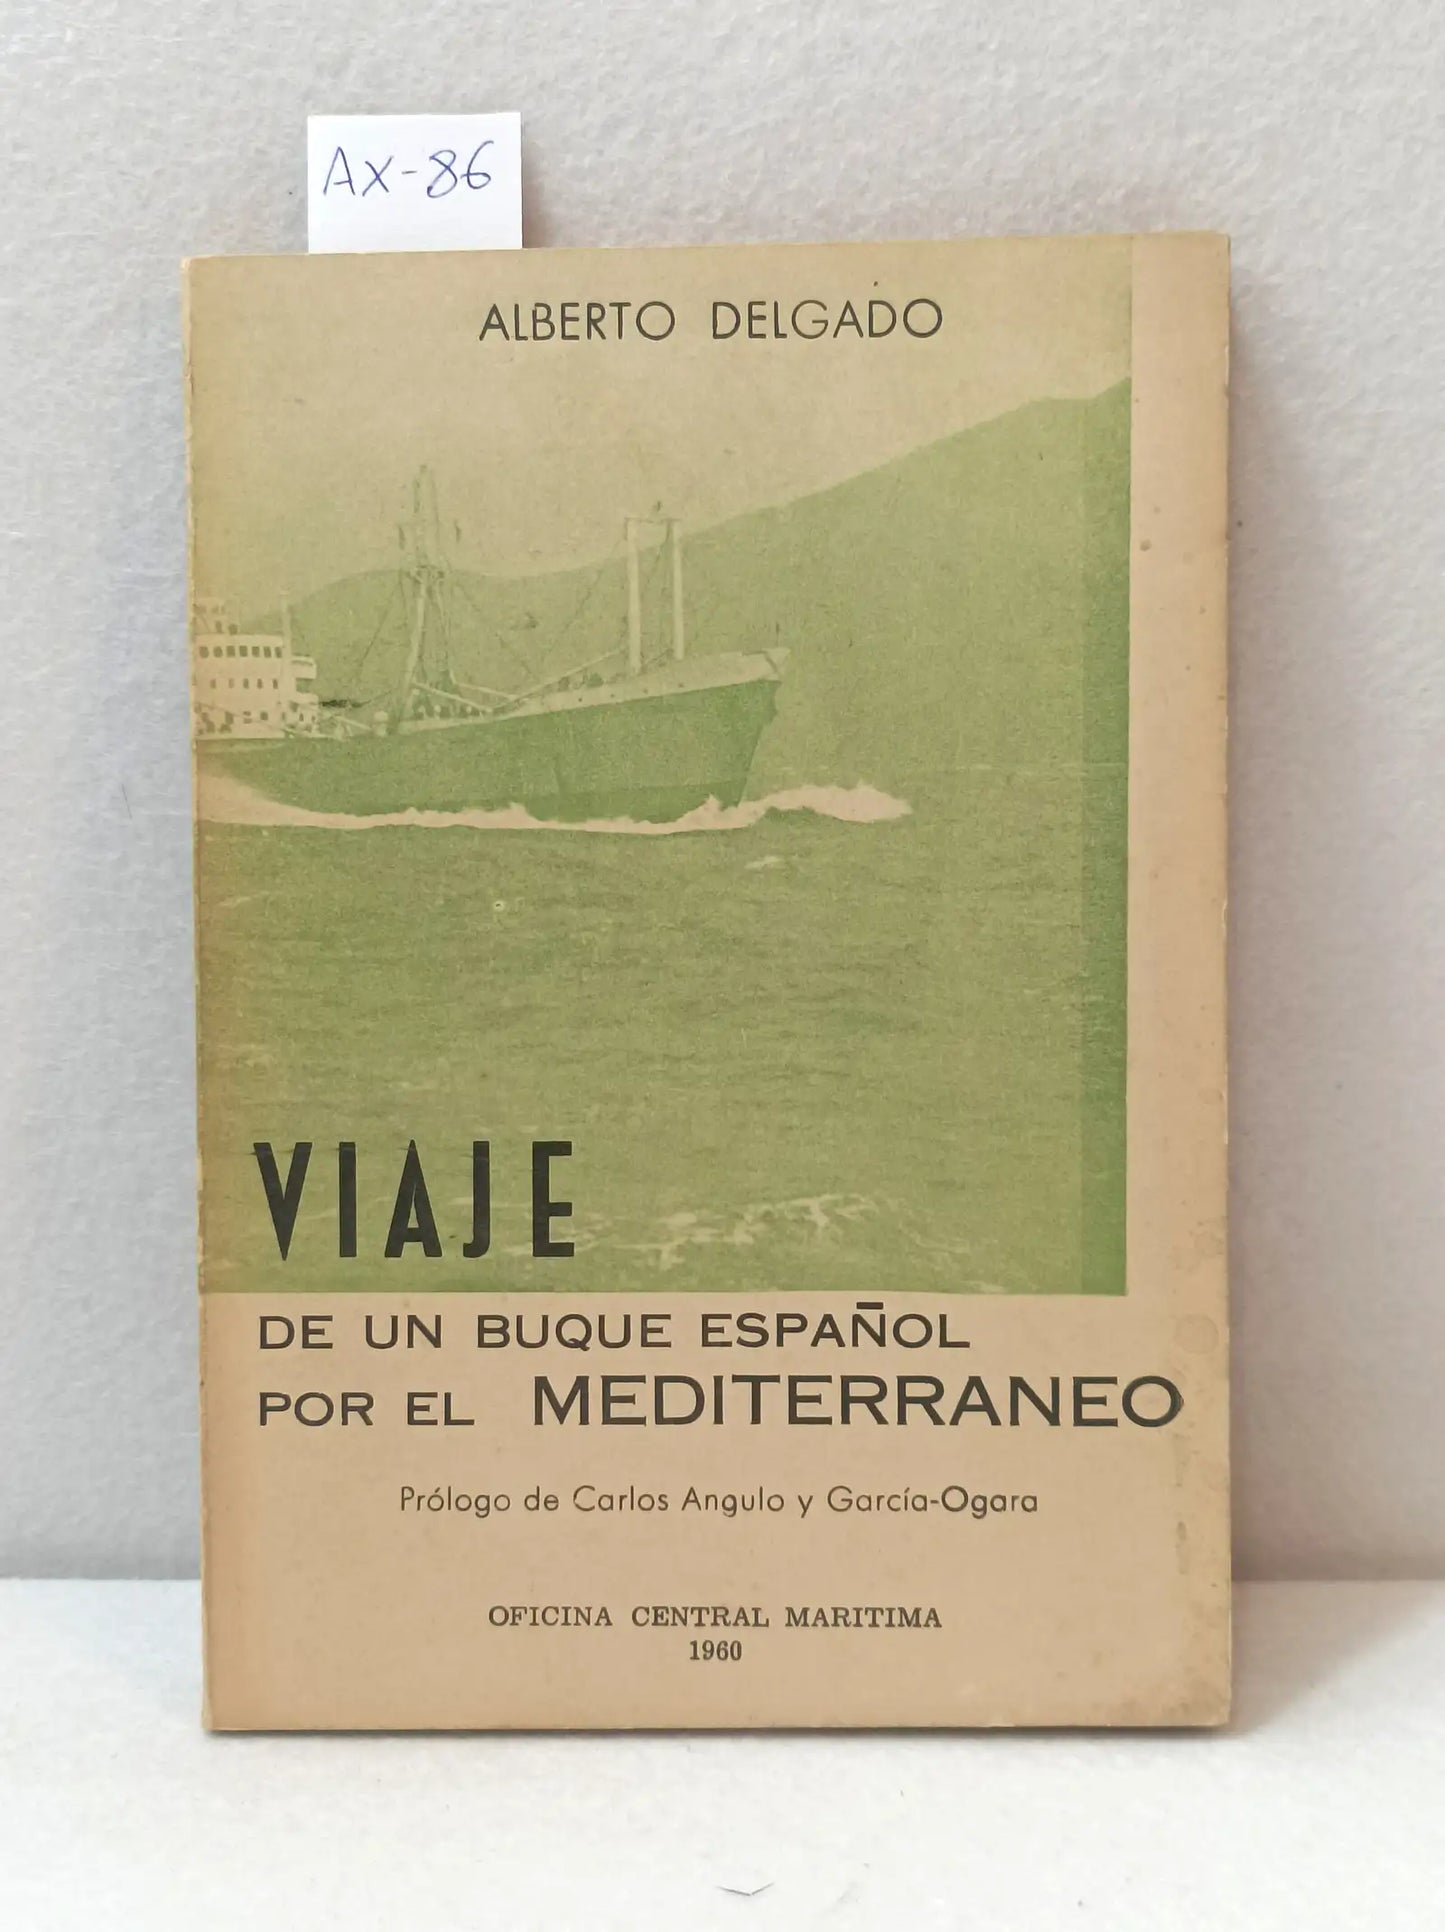 AX-86
ALBERTO DELGADO
VIAJE
DE UN BUQUE ESPAÑOL
POR EL MEDITERRANEO
Prólogo de Carlos Angulo y García-Ogara
OFICINA CENTRAL MARITIMA
1960